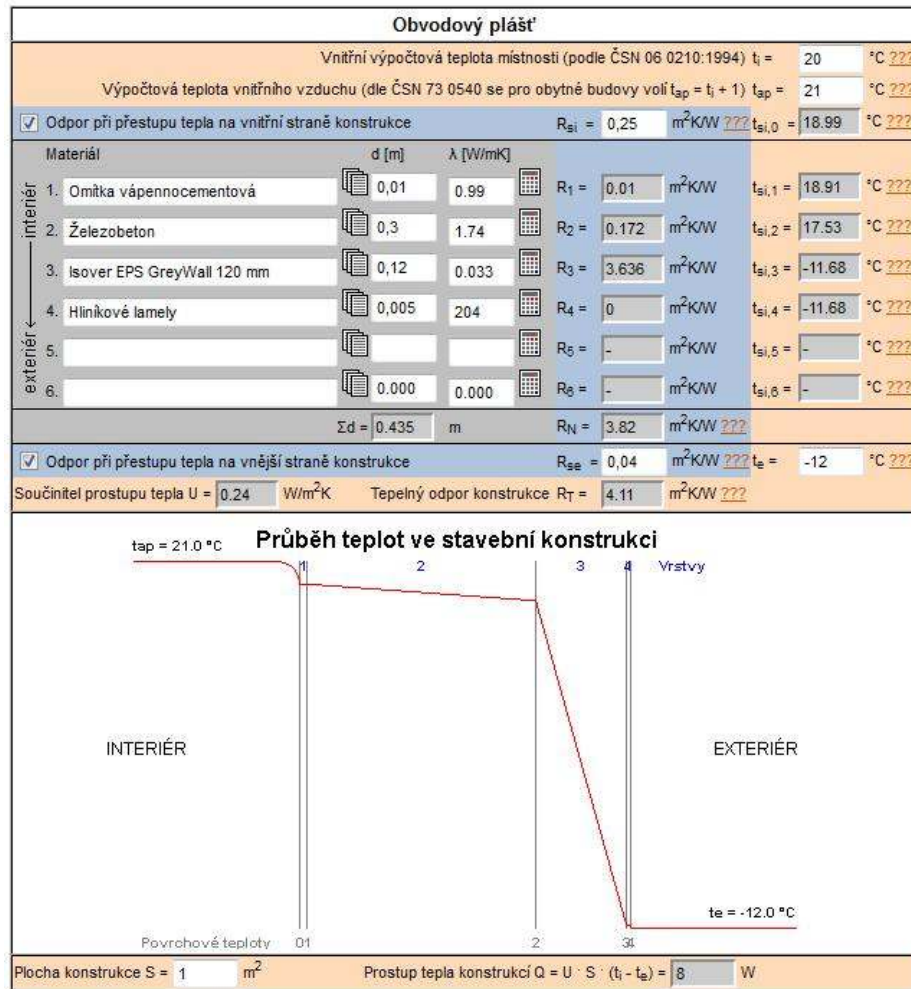 Obvodový plášť
Vnitřní výpočtová teplota místnosti (podle ČSN 06 0210:1994) ti = 20 °C ???
Výpočtová teplota vnitřního vzduchu (dle ČSN 73 0540 se pro obytné budovy volí tap = ti + 1) tap = 21 °C ???
Odpor při přestupu tepla na vnitřní straně konstrukce Rsi = 0,25 m2K/W ??? tsi,0 = 18.99 °C ???
Materiál d [m] λ [W/mK]
1. Omítka vápennocementová 0,01 0.99 R1 = 0.01 m2K/W tsi,1 = 18.91 °C ???
2. Železobeton 0,3 1.74 R2 = 0.172 m2K/W tsi,2 = 17.53 °C ???
3. Isover EPS GreyWall 120 mm 0,12 0.033 R3 = 3.636 m2K/W tsi,3 = -11.68 °C ???
4. Hliníkové lamely 0,005 204 R4 = 0 m2K/W tsi,4 = -11.68 °C ???
5. R5 = - m2K/W tsi,5 = - °C ???
6. 0.000 0.000 R6 = - m2K/W tsi,6 = - °C ???
exteriér ← interiér
Σd = 0.435 m RN = 3.82 m2K/W ???
Odpor při přestupu tepla na vnější straně konstrukce Rse = 0,04 m2K/W ??? te = -12 °C ???
Součinitel prostupu tepla U = 0.24 W/m2K Tepelný odpor konstrukce RT = 4.11 m2K/W ???
Průběh teplot ve stavební konstrukci
tap = 21.0 °C
1 2 3 4 Vrstvy
INTERIÉR EXTERIÉR
te = -12.0 °C
Povrchové teploty 01 2 34
Plocha konstrukce S = 1 m2 Prostup tepla konstrukcí Q = U · S · (ti - te) = 8 W